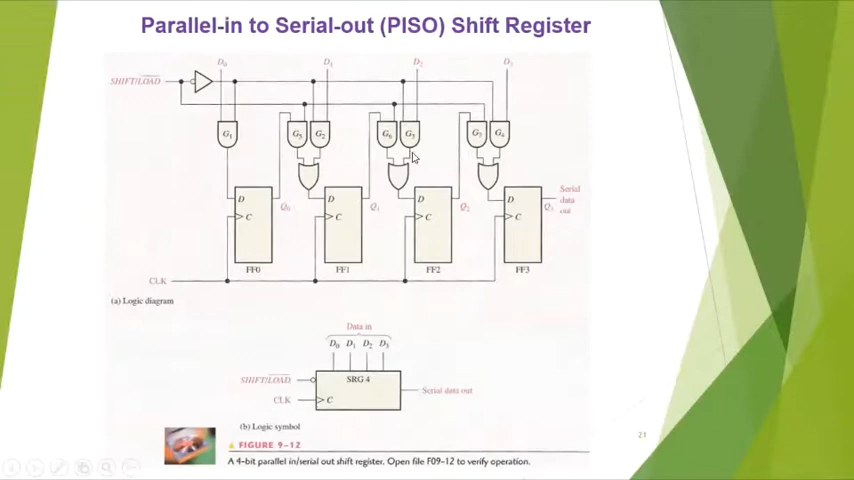 Parallel-in to Serial-out (PISO) Shift Register
D0 D1 D2 D3
SHIFT/LOAD
G1 G5 G2 G6 G3 G7 G4
D D D D
Serial
data
out
Q0 Q1 Q2 Q3
C C C C
FF0 FF1 FF2 FF3
CLK
(a) Logic diagram
Data in
D0 D1 D2 D3
SHIFT/LOAD
SRG 4
Serial data out
CLK
C
(b) Logic symbol
21
FIGURE 9–12
A 4-bit parallel in/serial out shift register. Open file F09-12 to verify operation.